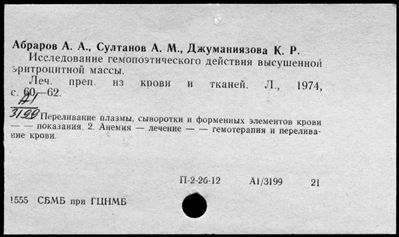 Абраров А. А., Султанов А. М., Джуманиязова К. Р.
Исследование гемопоэтического действия высушенной
эритроцитной массы.
Леч. преп. из крови и тканей. Л., 1974,
с. 60—62.
А1
3199
Переливание плазмы, сыворотки и форменных элементов крови
— — показания. 2. Анемия — лечение — — гемотерапия и перелива-
ние крови.
П-2-26-12 А1/3199 21
1555 СБМБ при ГЦНМБ